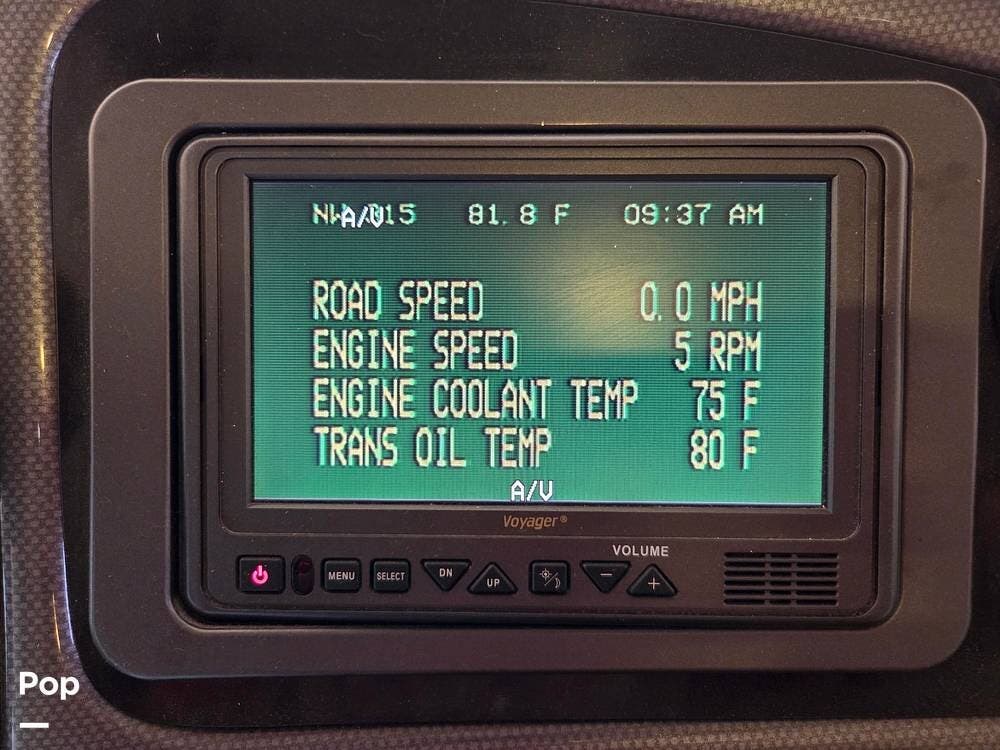 A/V 81.8 F 09:37 AM
ROAD SPEED 0.0 MPH
ENGINE SPEED 5 RPM
ENGINE COOLANT TEMP 75 F
TRANS OIL TEMP 80 F
A/V
Voyager®
VOLUME
MENU SELECT DN UP − +
Pop